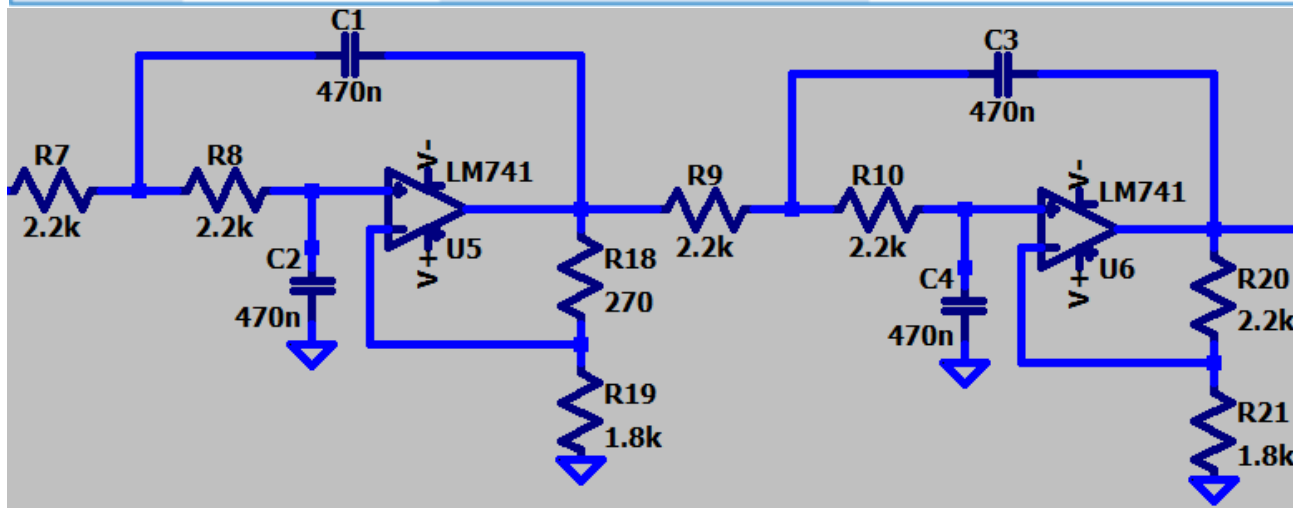 C1
470n
R7
2.2k
R8
2.2k
V-
LM741
U5
V+
C2
470n
R18
270
R19
1.8k
R9
2.2k
C3
470n
R10
2.2k
V-
LM741
U6
V+
C4
470n
R20
2.2k
R21
1.8k